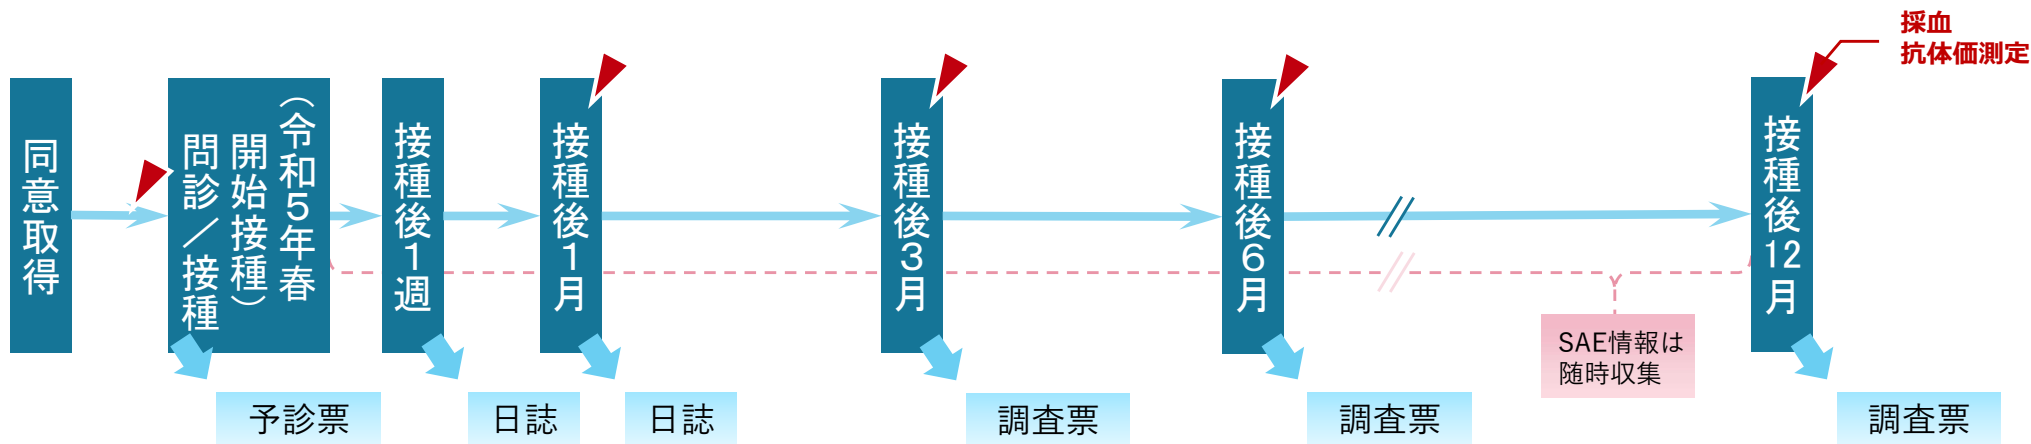 採血
抗体価測定
同意取得
問診／接種
（令和５年春
開始接種）
接種後１週
接種後１月
接種後３月
接種後６月
接種後12月
SAE情報は
随時収集
予診票
日誌
日誌
調査票
調査票
調査票